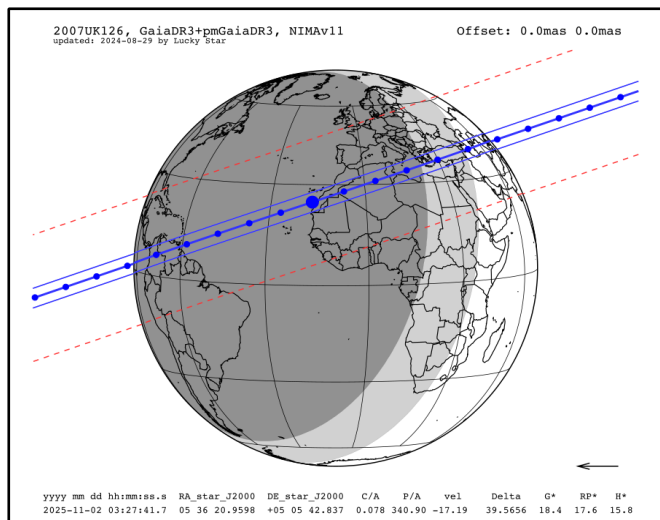 2007UK126, GaiaDR3+pmGaiaDR3, NIMAv11 Offset: 0.0mas 0.0mas
updated: 2024-08-29 by Lucky Star
yyyy mm dd hh:mm:ss.s RA_star_J2000 DE_star_J2000 C/A P/A vel Delta G* RP* H*
2025-11-02 03:27:41.7 05 36 20.9598 +05 05 42.837 0.078 340.90 -17.19 39.5656 18.4 17.6 15.8